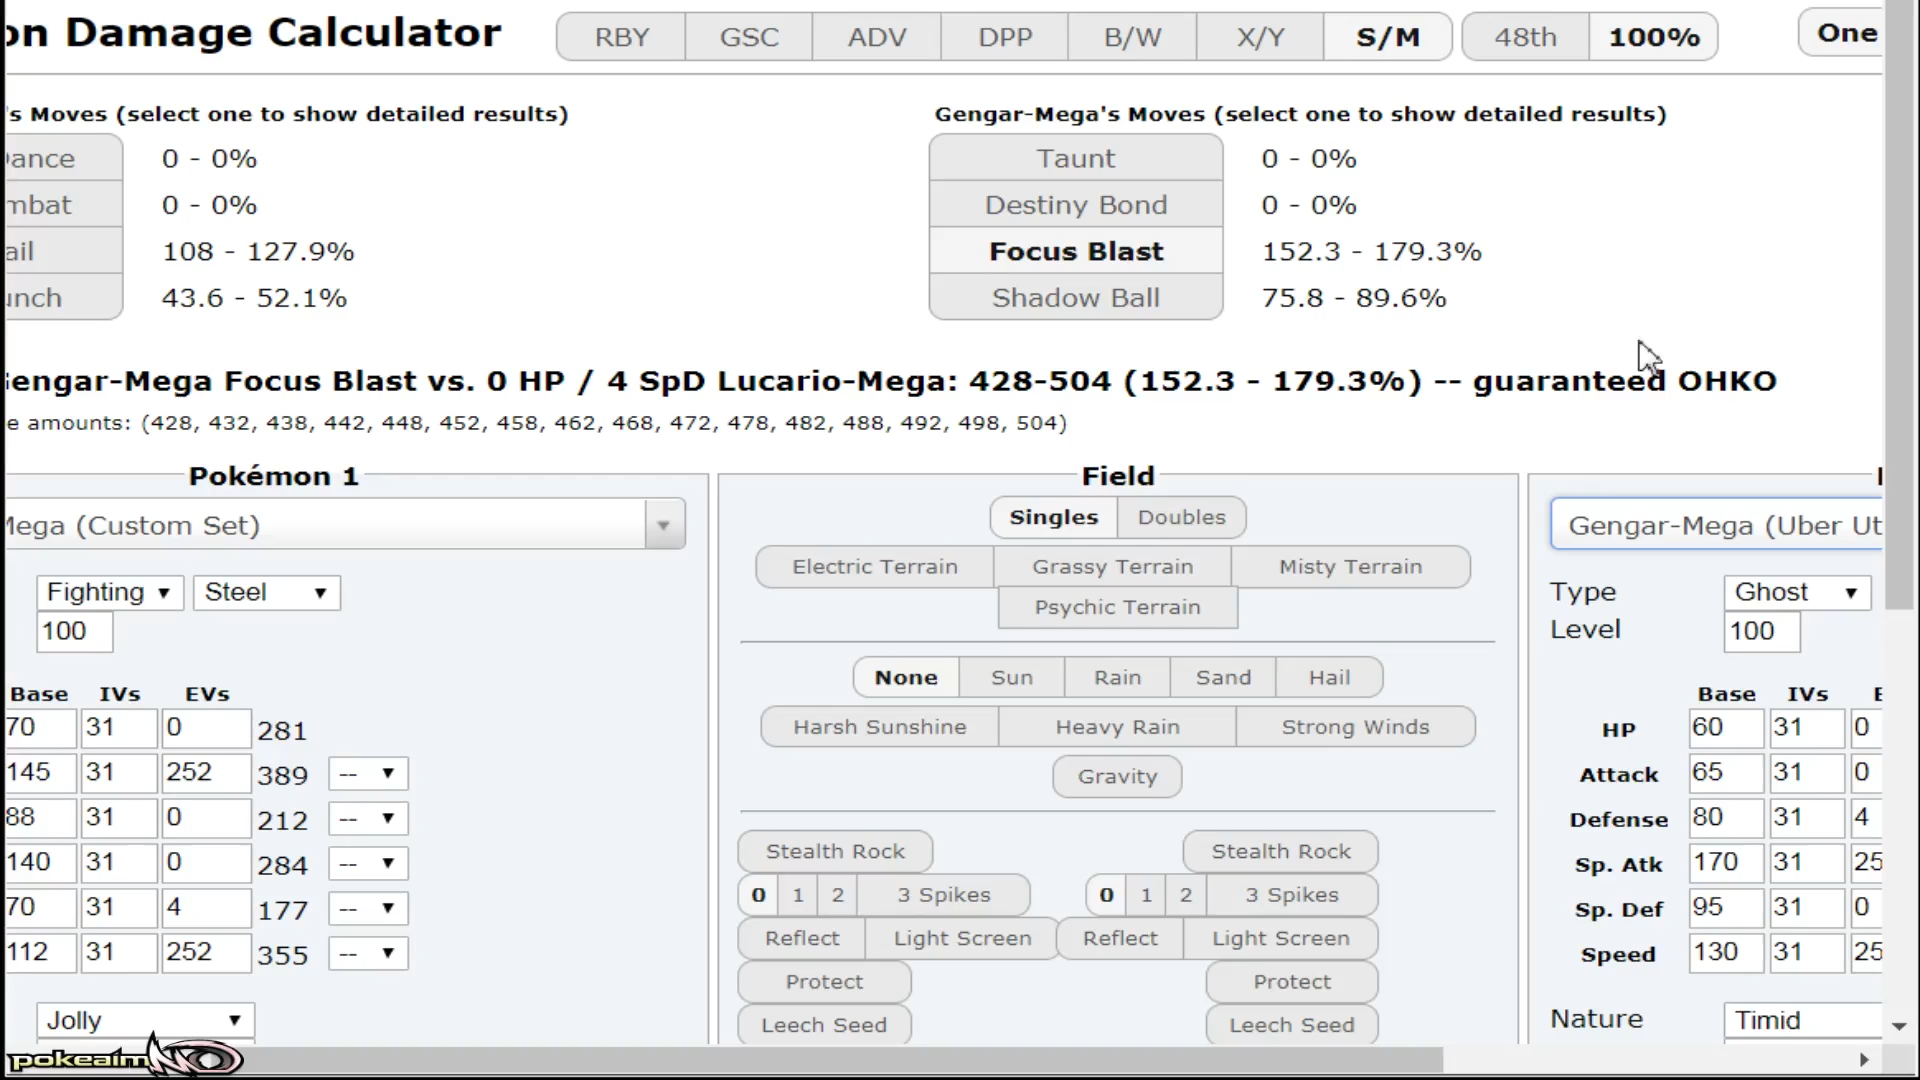 on Damage Calculator RBY GSC ADV DPP B/W X/Y S/M 48th 100% One
's Moves (select one to show detailed results) Gengar-Mega's Moves (select one to show detailed results)
Dance 0 - 0% Taunt 0 - 0%
mbat 0 - 0% Destiny Bond 0 - 0%
ail 108 - 127.9% Focus Blast 152.3 - 179.3%
unch 43.6 - 52.1% Shadow Ball 75.8 - 89.6%
Gengar-Mega Focus Blast vs. 0 HP / 4 SpD Lucario-Mega: 428-504 (152.3 - 179.3%) -- guaranteed OHKO
e amounts: (428, 432, 438, 442, 448, 452, 458, 462, 468, 472, 478, 482, 488, 492, 498, 504)
Pokémon 1 Field
Mega (Custom Set) Singles Doubles Gengar-Mega (Uber Ut
Electric Terrain Grassy Terrain Misty Terrain
Fighting Steel Psychic Terrain Type Ghost
100 Level 100
None Sun Rain Sand Hail
Base IVs EVs Base IVs E
70 31 0 281 Harsh Sunshine Heavy Rain Strong Winds HP 60 31 0
145 31 252 389 -- Gravity Attack 65 31 0
88 31 0 212 -- Defense 80 31 4
140 31 0 284 -- Stealth Rock Stealth Rock Sp. Atk 170 31 25
70 31 4 177 -- 0 1 2 3 Spikes 0 1 2 3 Spikes Sp. Def 95 31 0
112 31 252 355 -- Reflect Light Screen Reflect Light Screen Speed 130 31 25
Protect Protect
Jolly Leech Seed Leech Seed Nature Timid
pokeaim